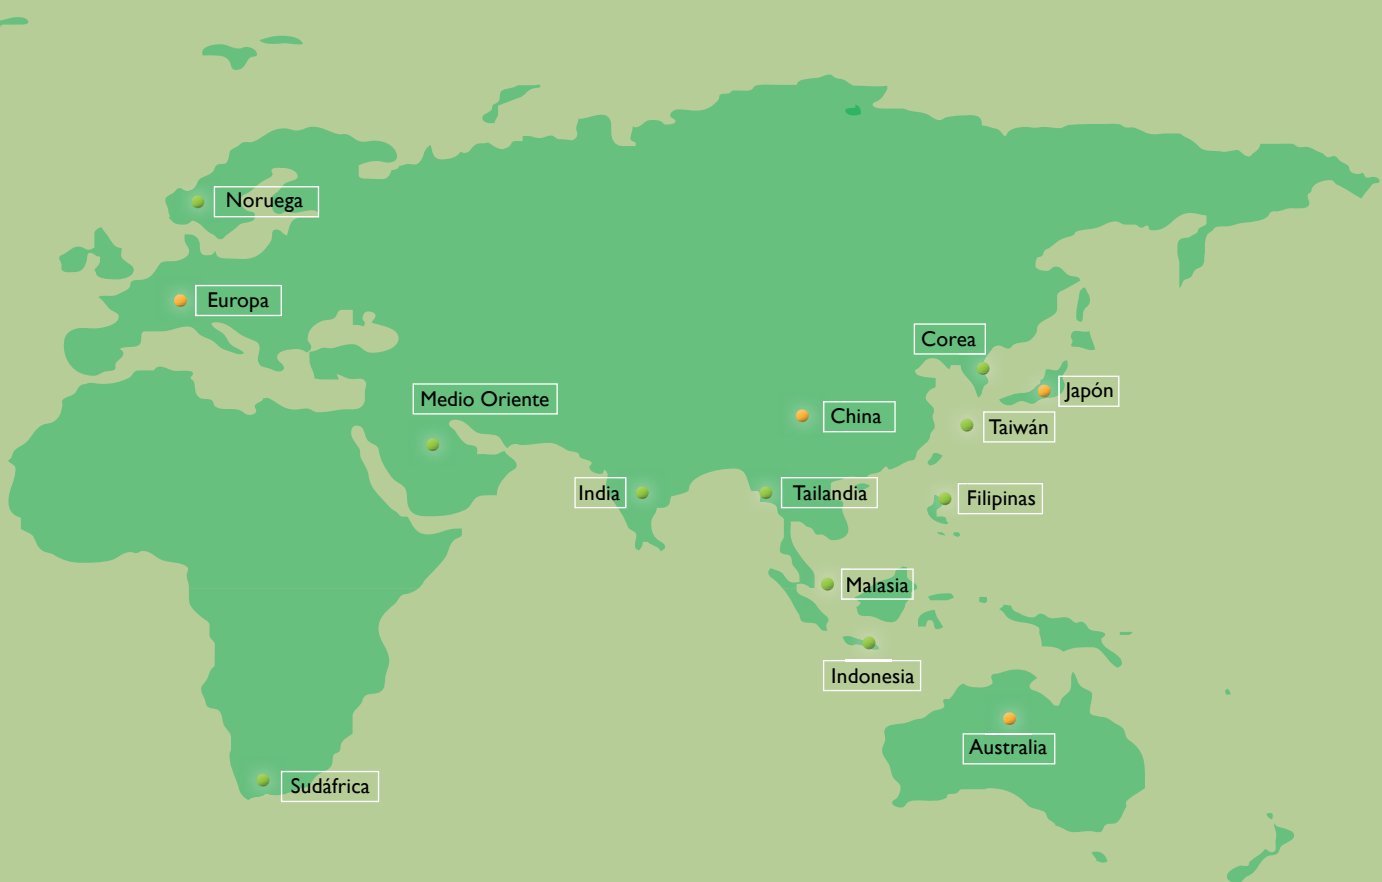 Noruega
Europa
Corea
Japón
Medio Oriente
China
Taiwán
India
Tailandia
Filipinas
Malasia
Indonesia
Australia
Sudáfrica